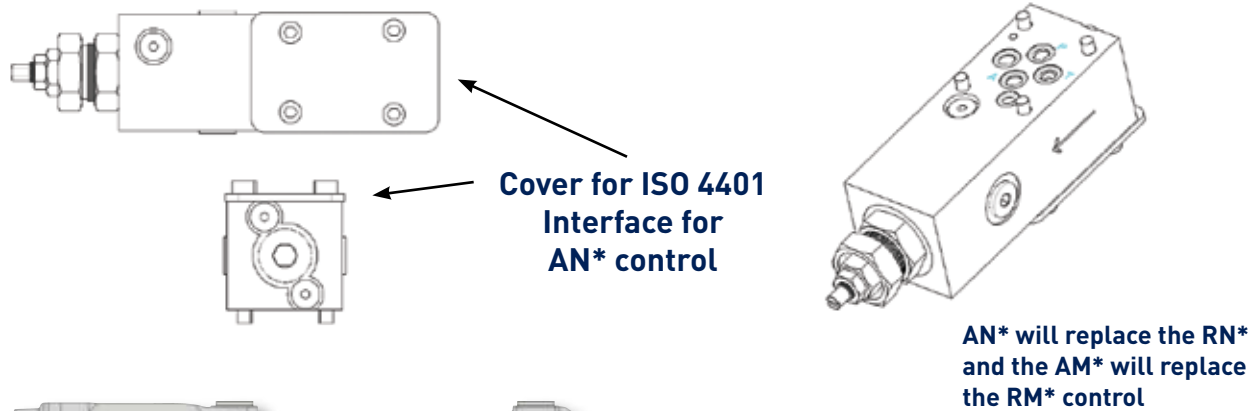 Cover for ISO 4401
Interface for
AN* control
AN* will replace the RN*
and the AM* will replace
the RM* control